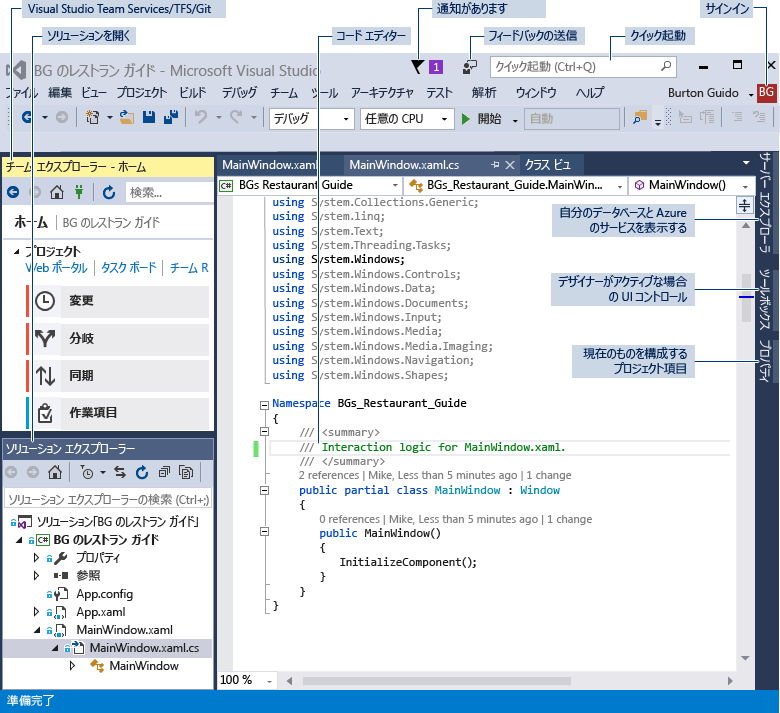 Visual Studio Team Services/TFS/Git
通知があります
サインイン
ソリューションを開く
コード エディター
フィードバックの送信
クイック起動
BG のレストラン ガイド - Microsoft Visual Studio
1
クイック起動 (Ctrl+Q)
ファイル 編集 ビュー プロジェクト ビルド デバッグ チーム ツール アーキテクチャ テスト 解析 ウィンドウ ヘルプ
Burton Guido
BG
デバッグ
任意の CPU
開始
自動
チーム エクスプローラー - ホーム
検索...
ホーム | BG のレストラン ガイド
プロジェクト
Web ポータル | タスク ボード | チーム R
変更
分岐
同期
作業項目
ソリューション エクスプローラー
ソリューション エクスプローラーの検索 (Ctrl+;)
ソリューション「BG のレストラン ガイド」
C# BG のレストラン ガイド
プロパティ
参照
App.config
App.xaml
MainWindow.xaml
MainWindow.xaml.cs
MainWindow
MainWindow.xaml
MainWindow.xaml.cs
クラス ビュ
C# BGs Restaurant Guide
BGs_Restaurant_Guide.MainWin...
MainWindow()
using System.Collections.Generic;
using System.linq;
using System.Text;
using System.Threading.Tasks;
using System.Windows;
using System.Windows.Controls;
using System.Windows.Data;
using System.Windows.Documents;
using System.Windows.Input;
using System.Windows.Media;
using System.Windows.Media.Imaging;
using System.Windows.Navigation;
using System.Windows.Shapes;
Namespace BGs_Restaurant_Guide
{
/// <summary>
/// Interaction logic for MainWindow.xaml.
/// </summary>
2 references | Mike, Less than 5 minutes ago | 1 change
public partial class MainWindow : Window
{
0 references | Mike, Less than 5 minutes ago | 1 change
public MainWindow()
{
InitializeComponent();
}
}
}
自分のデータベースと Azure
のサービスを表示する
デザイナーがアクティブな場合
の UI コントロール
現在のものを構成する
プロジェクト項目
サーバー エクスプローラ
ツールボックス
プロパティ
100 %
準備完了